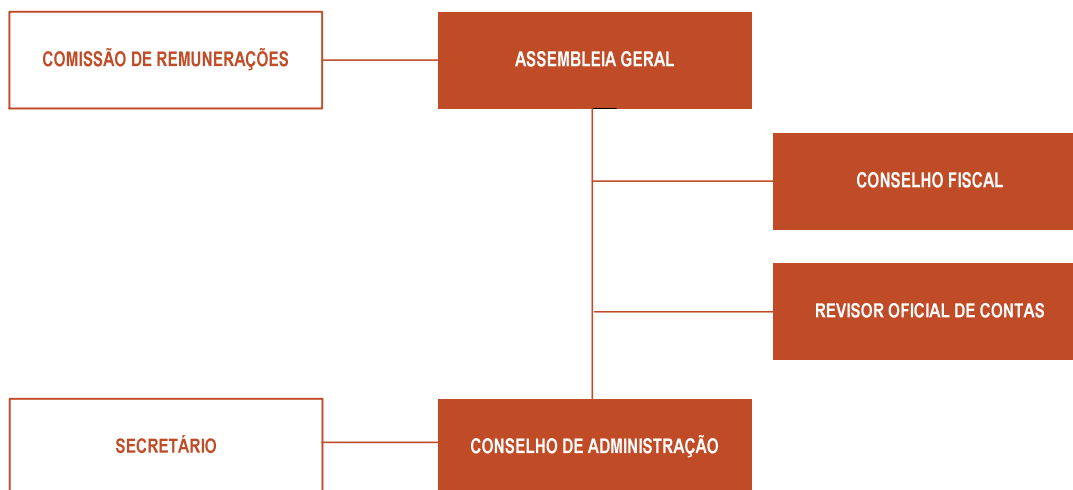 COMISSÃO DE REMUNERAÇÕES
ASSEMBLEIA GERAL
CONSELHO FISCAL
REVISOR OFICIAL DE CONTAS
SECRETÁRIO
CONSELHO DE ADMINISTRAÇÃO